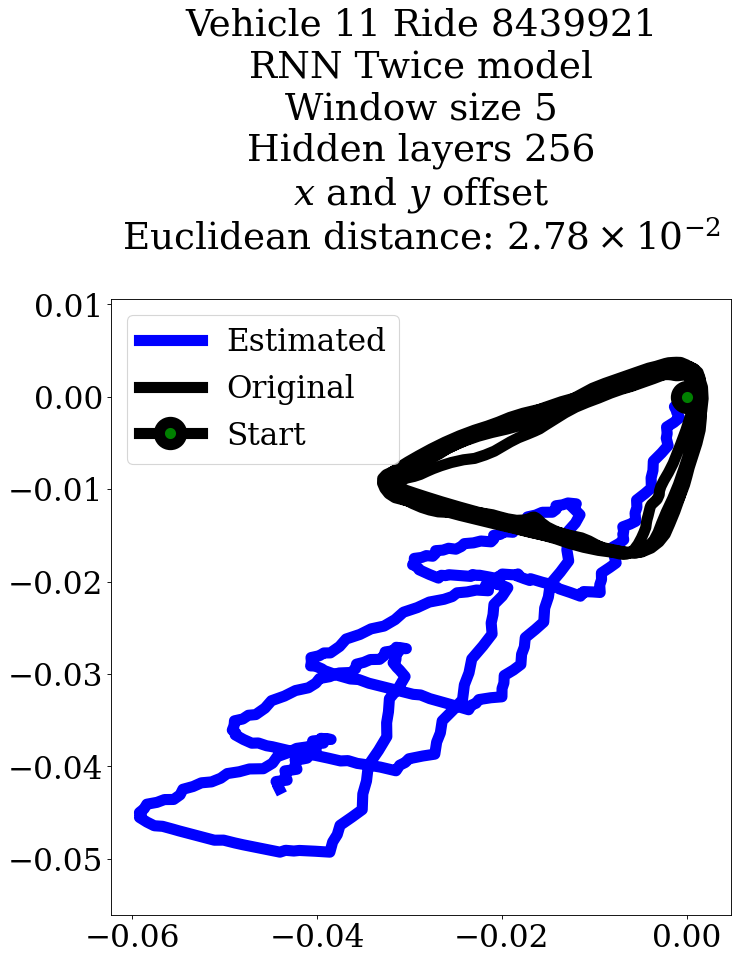 Vehicle 11 Ride 8439921
RNN Twice model
Window size 5
Hidden layers 256
x and y offset
Euclidean distance: 2.78 × 10⁻²
Estimated
Original
Start
0.01
0.00
−0.01
−0.02
−0.03
−0.04
−0.05
−0.06 −0.04 −0.02 0.00